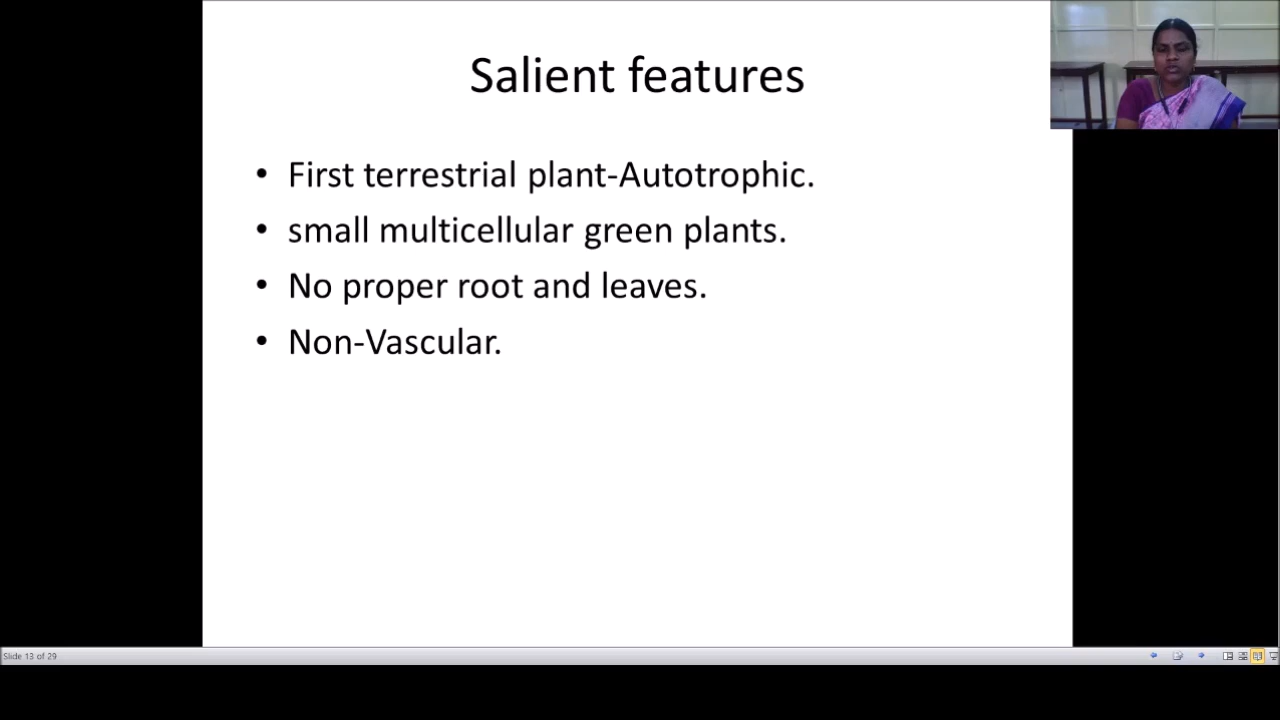 Salient features
• First terrestrial plant-Autotrophic.
• small multicellular green plants.
• No proper root and leaves.
• Non-Vascular.
Slide 13 of 29